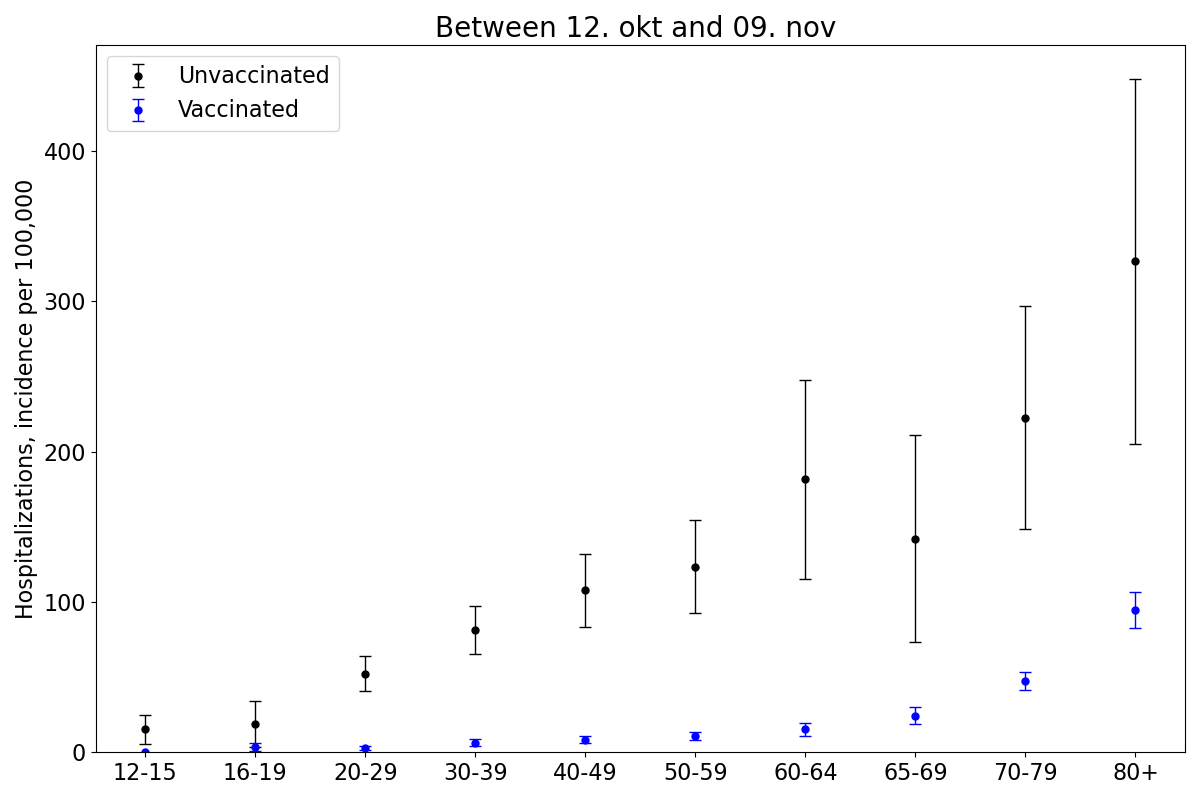 Between 12. okt and 09. nov
Unvaccinated
Vaccinated
Hospitalizations, incidence per 100,000
400
300
200
100
0
12-15 16-19 20-29 30-39 40-49 50-59 60-64 65-69 70-79 80+